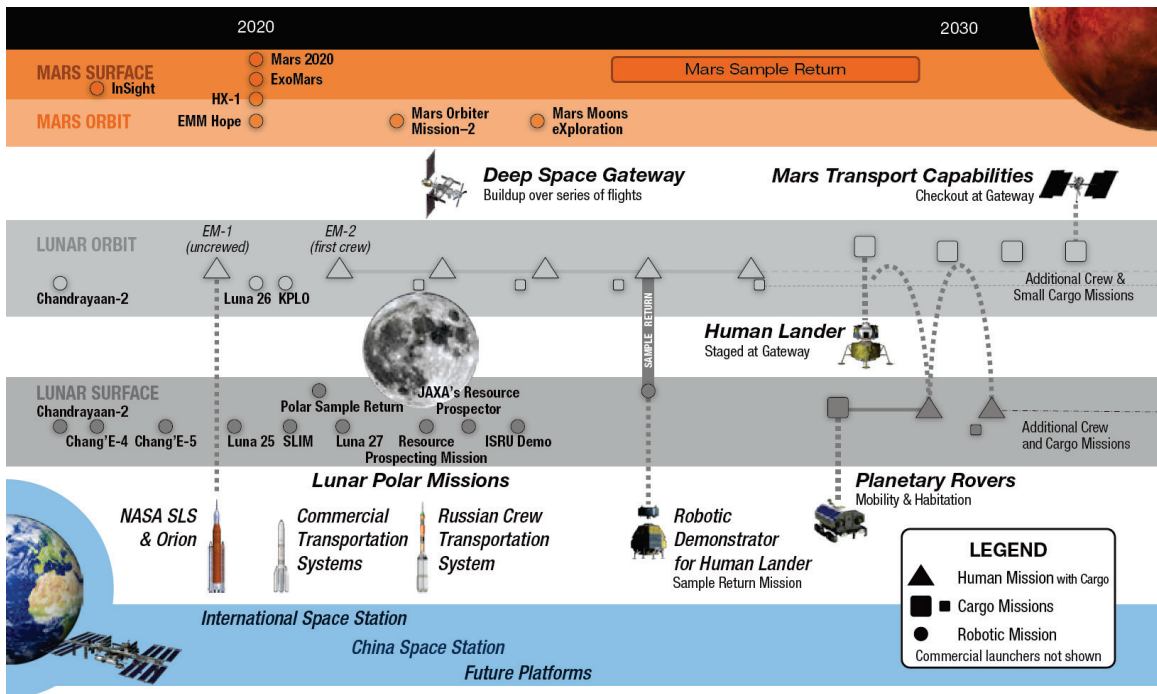 2020
2030
MARS SURFACE
Mars 2020
ExoMars
InSight
HX-1
Mars Sample Return
MARS ORBIT
EMM Hope
Mars Orbiter
Mission–2
Mars Moons
eXploration
Deep Space Gateway
Buildup over series of flights
Mars Transport Capabilities
Checkout at Gateway
LUNAR ORBIT
EM-1
(uncrewed)
EM-2
(first crew)
Chandrayaan-2
Luna 26
KPLO
Additional Crew &
Small Cargo Missions
SAMPLE RETURN
Human Lander
Staged at Gateway
LUNAR SURFACE
Chandrayaan-2
Chang’E-4
Chang’E-5
Luna 25
Polar Sample Return
SLIM
Luna 27
JAXA’s Resource
Prospector
Resource
Prospecting Mission
ISRU Demo
Additional Crew
and Cargo Missions
Lunar Polar Missions
NASA SLS
& Orion
Commercial
Transportation
Systems
Russian Crew
Transportation
System
Robotic
Demonstrator
for Human Lander
Sample Return Mission
Planetary Rovers
Mobility & Habitation
International Space Station
China Space Station
Future Platforms
LEGEND
Human Mission with Cargo
Cargo Missions
Robotic Mission
Commercial launchers not shown